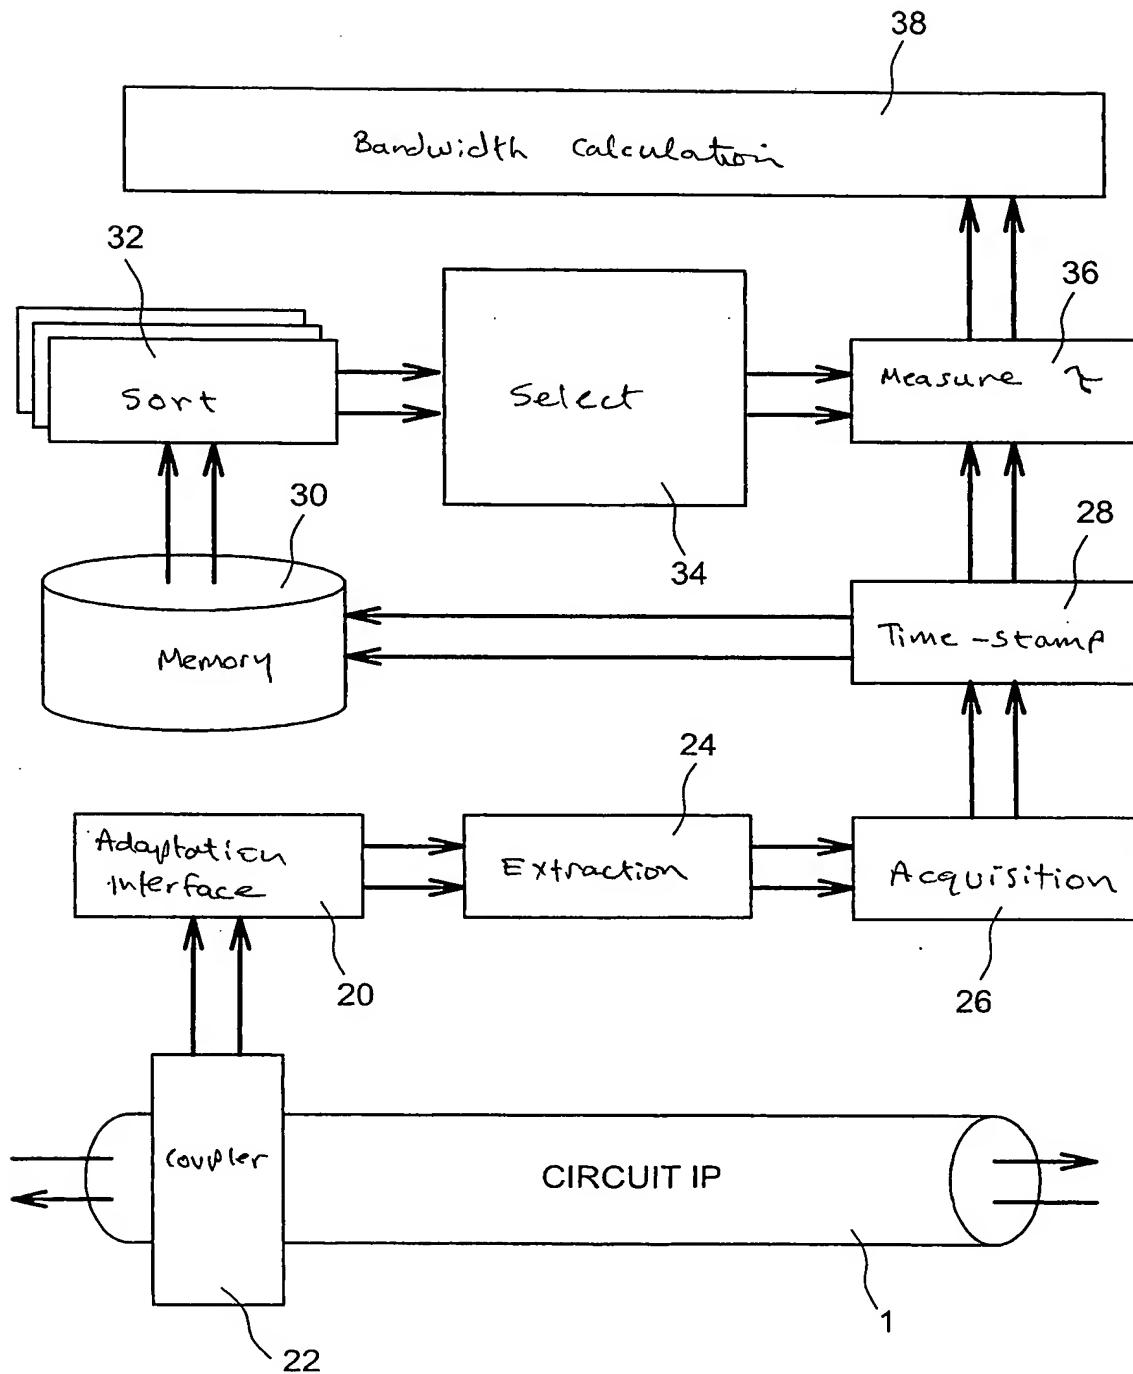 38
Bandwidth Calculation
32
36
Sort
Select
Measure τ
30
34
28
Memory
Time-stamp
24
Adaptation
Interface
Extraction
Acquisition
20
26
Coupler
CIRCUIT IP
1
22